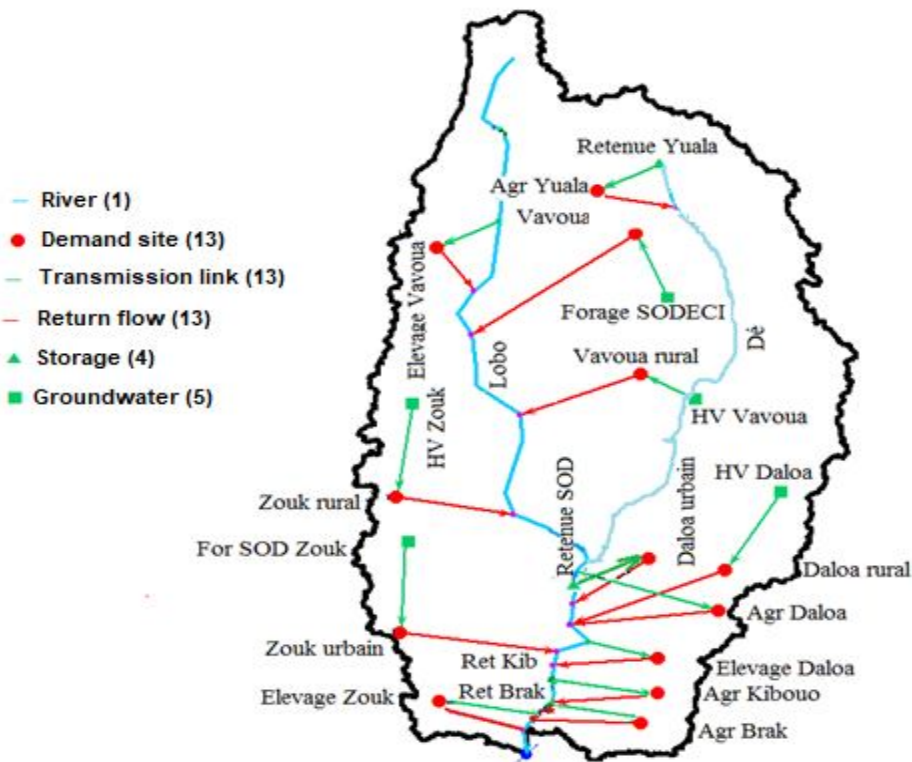 River (1)
Demand site (13)
Transmission link (13)
Return flow (13)
Storage (4)
Groundwater (5)
Retenue Yuala
Agr Yuala
Vavoua
Elevage Vavoua
Forage SODECI
Dè
Lobo
Vavoua rural
HV Vavoua
HV Zouk
HV Daloa
Zouk rural
Retenue SOD
Daloa urbain
For SOD Zouk
Daloa rural
Agr Daloa
Zouk urbain
Ret Kib
Elevage Daloa
Elevage Zouk
Ret Brak
Agr Kibouo
Agr Brak